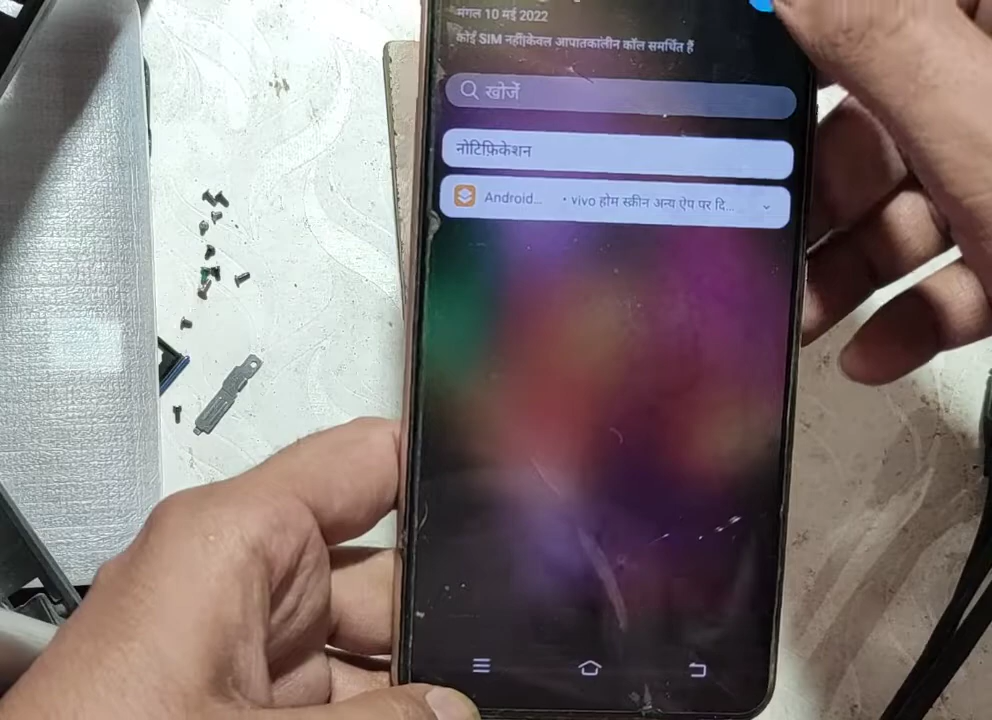 मंगल 10 मई 2022
कोई SIM नहीं|केवल आपातकालीन कॉल समर्थित हैं
खोजें
नोटिफ़िकेशन
Android... • vivo होम स्क्रीन अन्य ऐप पर दि...